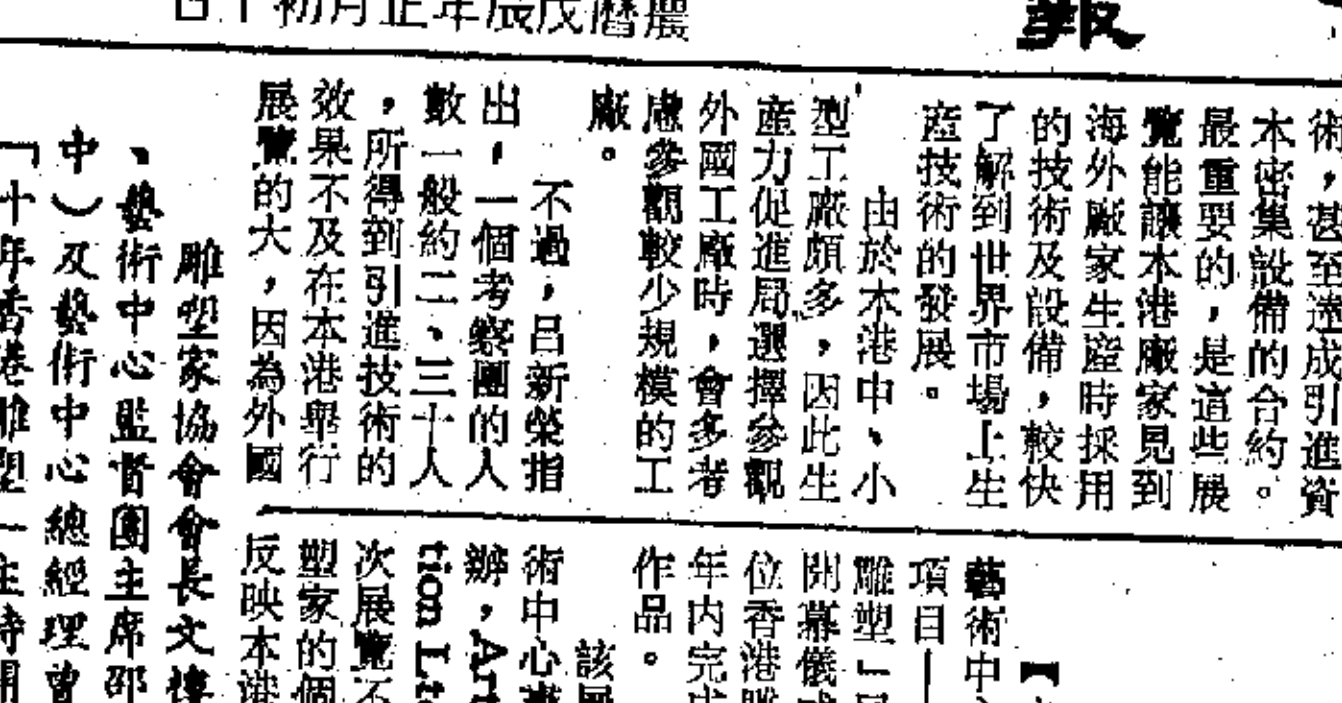 報
農曆戊辰年正月初十日
術，甚至達成引進資
本密集設備的合約。
最重要的，是這些展
覽能讓本港廠家見到
海外廠家生產時採用
的技術及設備，較快
了解到世界市場上生
產技術的發展。
由於本港中、小
型工廠頗多，因此生
產力促進局選擇參觀
外國工廠時，會多考
慮參觀較少規模的工
廠。
不過，呂新榮指
出，一個考察團的人
數一般約二、三十人
，所得到引進技術的
效果不及在本港舉行
展覽的大，因為外國
藝術中
項目—
雕塑」
開幕儀
位香港雕
年內完
作品。
該
術中心
辦，Art
tion Lt
次展覽不
塑家的個
反映本港
雕塑家協會會長文樓
、藝術中心監督團主席邵
中）及藝術中心總經理曾
「十年香港雕塑一主持開